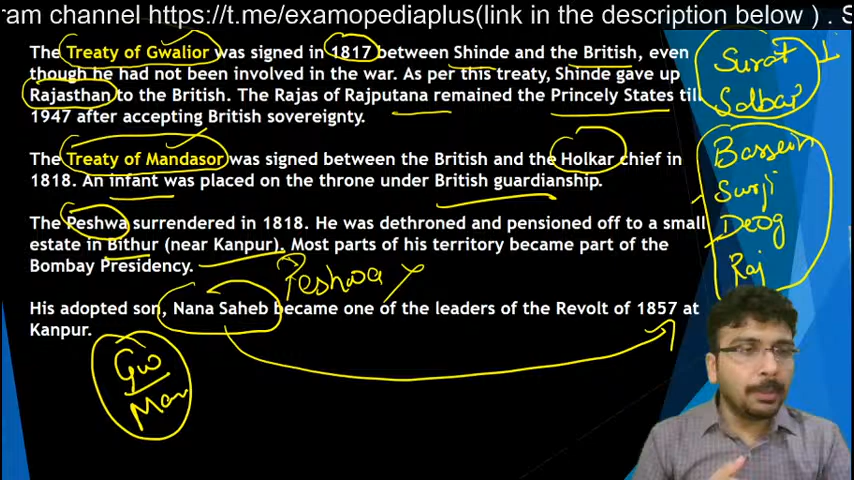 ram channel https://t.me/examopediaplus(link in the description below ) . S
The Treaty of Gwalior was signed in 1817 between Shinde and the British, even
though he had not been involved in the war. As per this treaty, Shinde gave up
Rajasthan to the British. The Rajas of Rajputana remained the Princely States till
1947 after accepting British sovereignty.
The Treaty of Mandasor was signed between the British and the Holkar chief in
1818. An infant was placed on the throne under British guardianship.
The Peshwa surrendered in 1818. He was dethroned and pensioned off to a small
estate in Bithur (near Kanpur). Most parts of his territory became part of the
Bombay Presidency.
Peshwa
His adopted son, Nana Saheb became one of the leaders of the Revolt of 1857 at
Kanpur.
Gw
Man
Surat
Salbai
Bassein
Surji
Deog
Raj